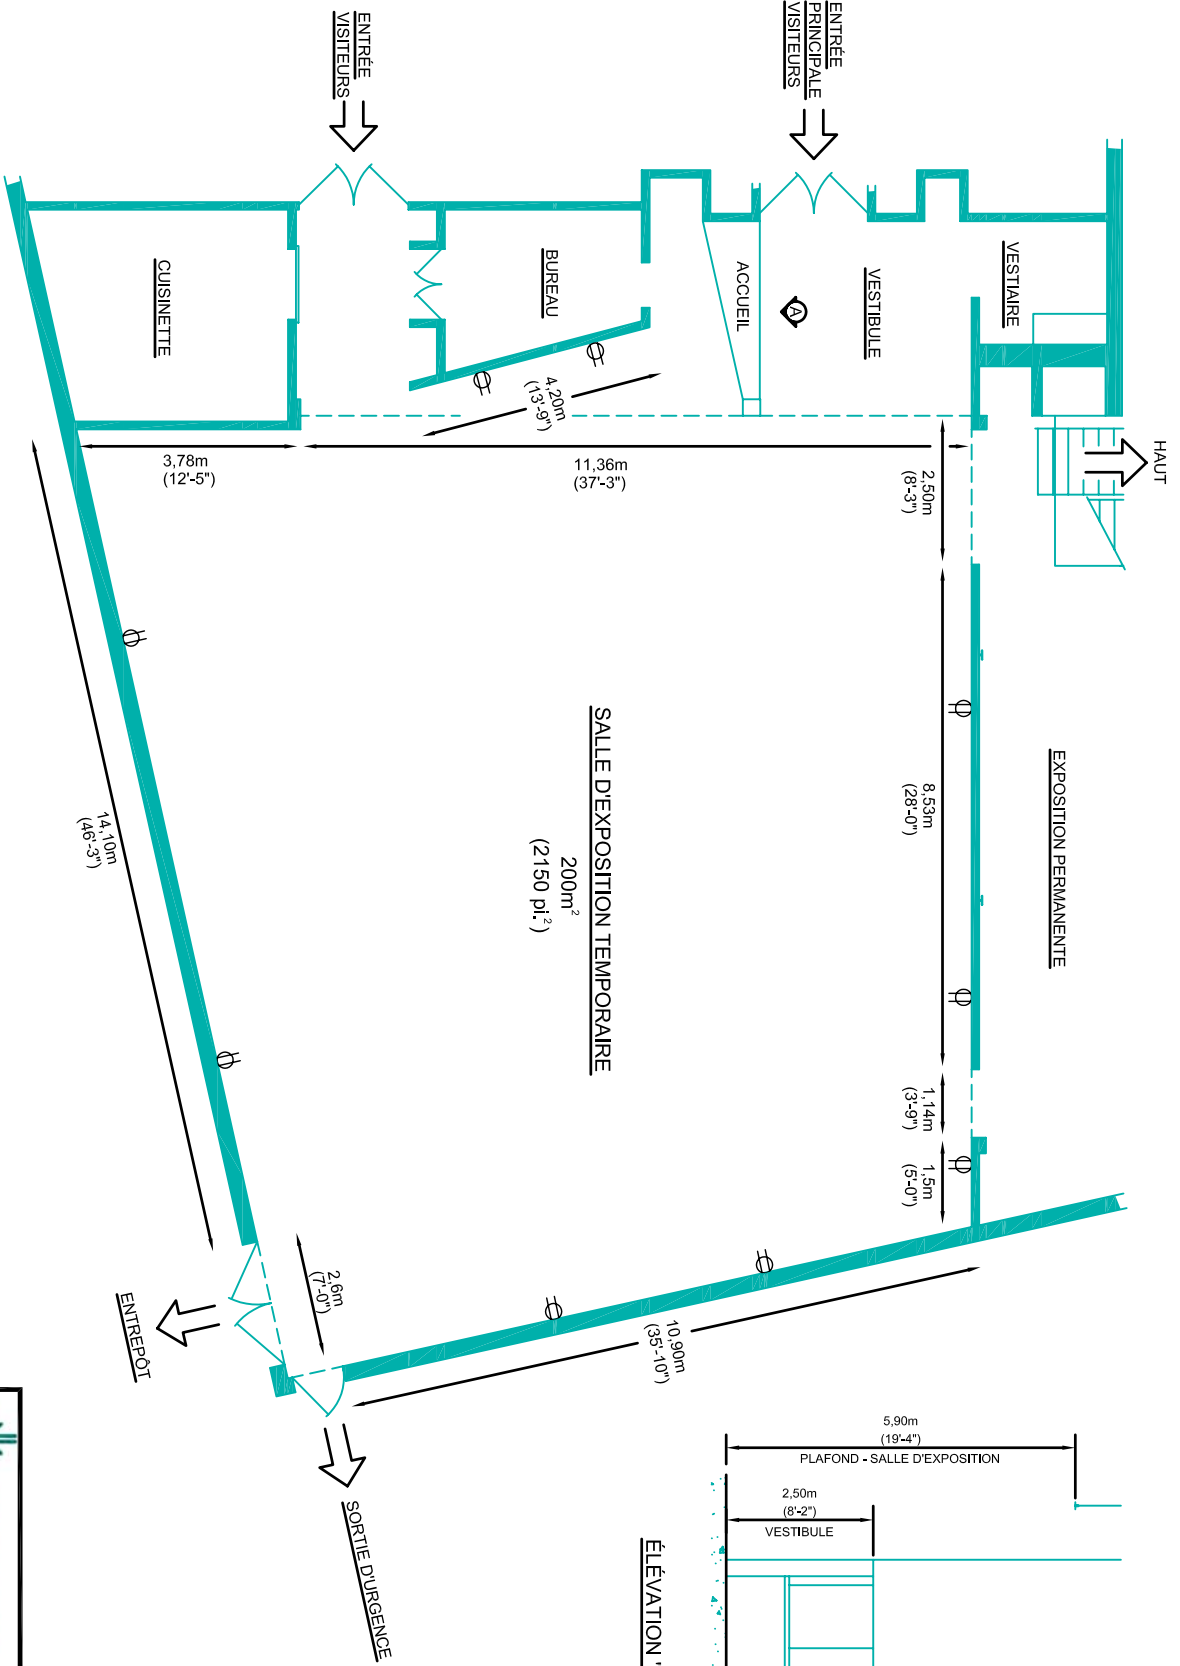 ENTRÉE
VISITEURS
ENTRÉE
PRINCIPALE
VISITEURS
HAUT
VESTIAIRE
VESTIBULE
A
ACCUEIL
BUREAU
CUISINETTE
4,20m
(13'-9")
3,78m
(12'-5")
11,36m
(37'-3")
2,50m
(8'-3")
8,53m
(28'-0")
1,14m
(3'-9")
1,5m
(5'-0")
EXPOSITION PERMANENTE
SALLE D'EXPOSITION TEMPORAIRE
200m²
(2150 pi.²)
14,10m
(46'-3")
2,6m
(7'-0")
10,90m
(35'-10")
ENTREPÔT
SORTIE D'URGENCE
5,90m
(19'-4")
PLAFOND - SALLE D'EXPOSITION
2,50m
(8'-2")
VESTIBULE
ÉLÉVATION '